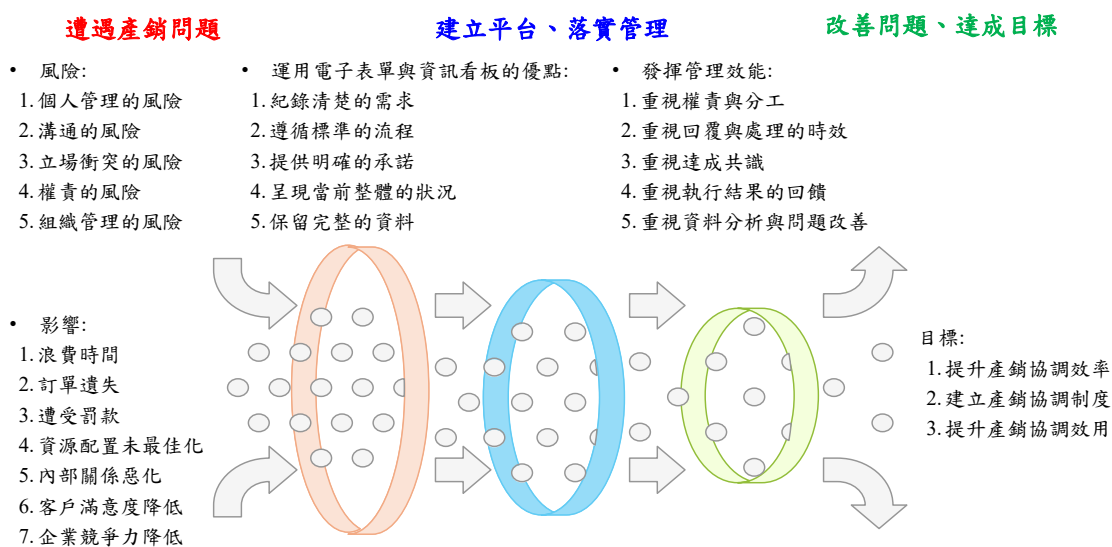 遭遇產銷問題
建立平台、落實管理
改善問題、達成目標
• 風險:
1.個人管理的風險
2.溝通的風險
3.立場衝突的風險
4.權責的風險
5.組織管理的風險
• 運用電子表單與資訊看板的優點:
1.紀錄清楚的需求
2.遵循標準的流程
3.提供明確的承諾
4.呈現當前整體的狀況
5.保留完整的資料
• 發揮管理效能:
1.重視權責與分工
2.重視回覆與處理的時效
3.重視達成共識
4.重視執行結果的回饋
5.重視資料分析與問題改善
• 影響:
1.浪費時間
2.訂單遺失
3.遭受罰款
4.資源配置未最佳化
5.內部關係惡化
6.客戶滿意度降低
7.企業競爭力降低
目標:
1.提升產銷協調效率
2.建立產銷協調制度
3.提升產銷協調效用